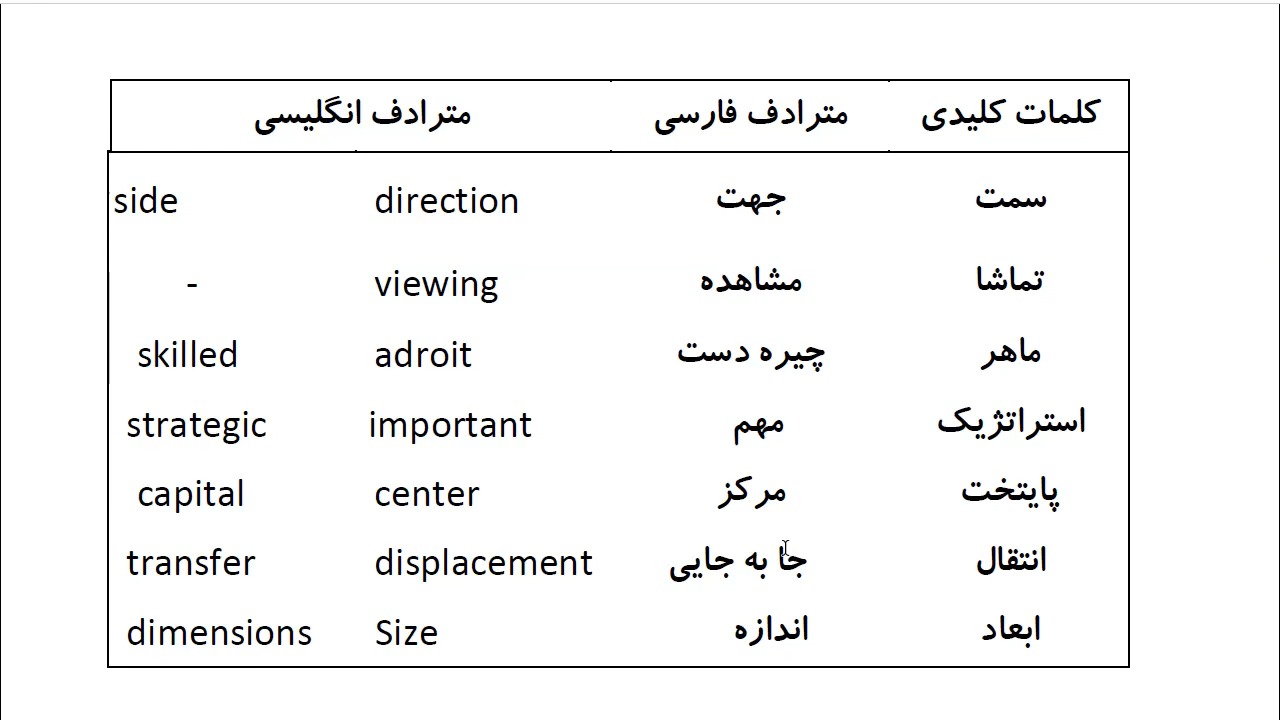 کلمات کلیدی مترادف فارسی مترادف انگلیسی
سمت جهت direction side
تماشا مشاهده viewing -
ماهر چیره دست adroit skilled
استراتژیک مهم important strategic
پایتخت مرکز center capital
انتقال جا به جایی displacement transfer
ابعاد اندازه Size dimensions